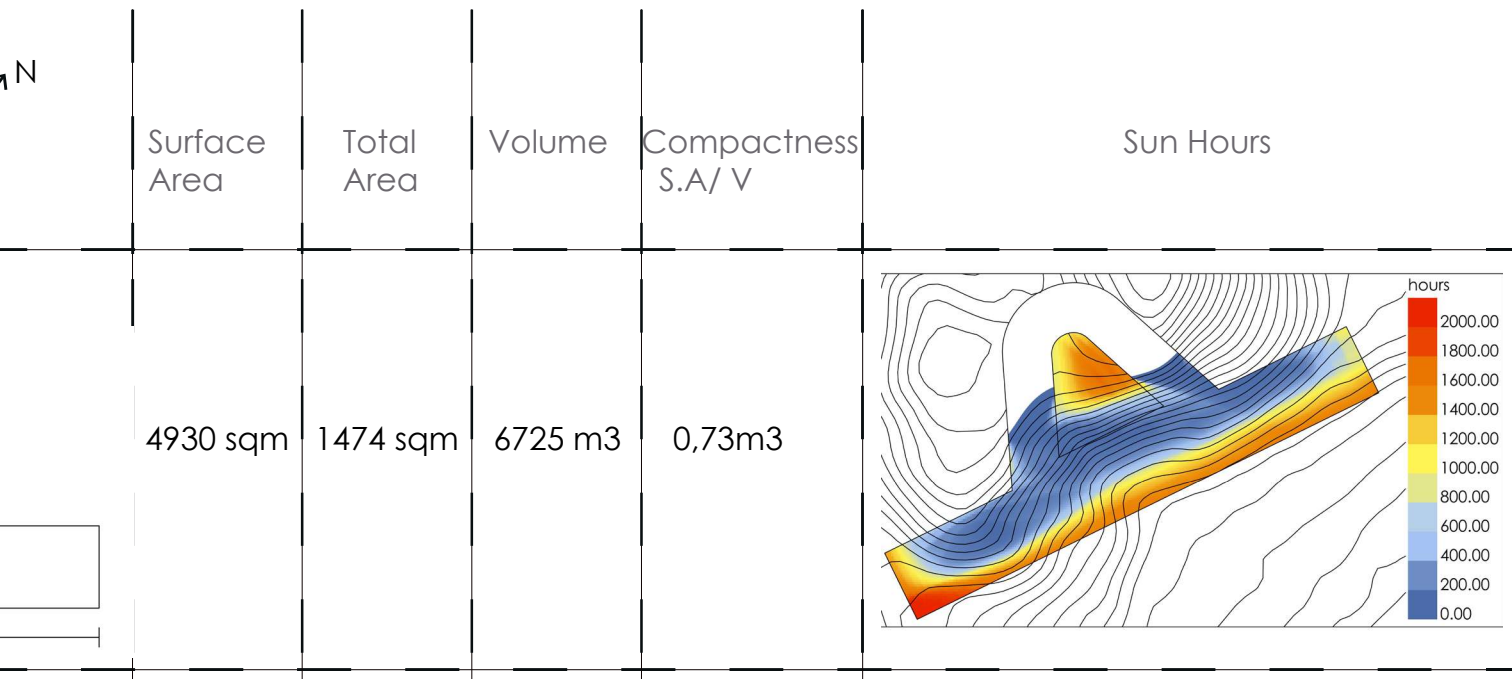 N
Surface
Area
Total
Area
Volume
Compactness
S.A/ V
Sun Hours
4930 sqm
1474 sqm
6725 m3
0,73m3
hours
2000.00
1800.00
1600.00
1400.00
1200.00
1000.00
800.00
600.00
400.00
200.00
0.00